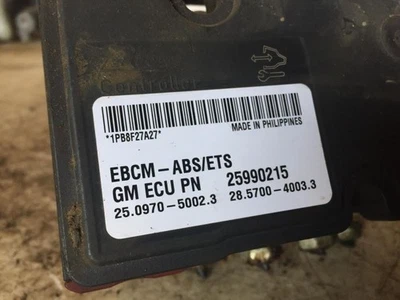 *1PB8F27A27*
MADE IN PHILIPPINES
EBCM-ABS/ETS
GM ECU PN 25990215
25.0970-5002.3 28.5700-4003.3